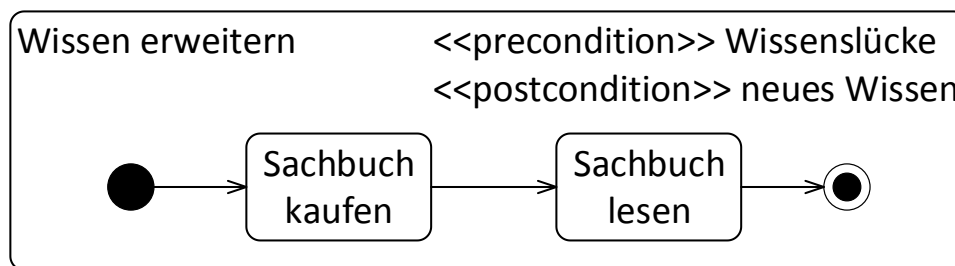 Wissen erweitern <<precondition>> Wissenslücke
<<postcondition>> neues Wissen
Sachbuch
kaufen
Sachbuch
lesen